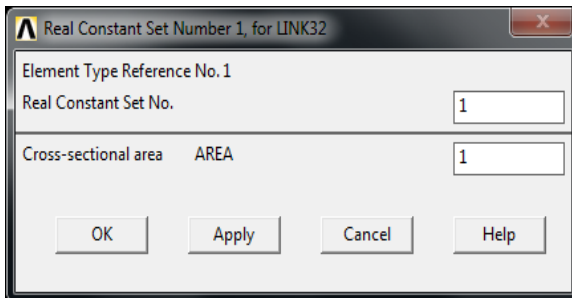 Real Constant Set Number 1, for LINK32
Element Type Reference No. 1
Real Constant Set No. 1
Cross-sectional area AREA 1
OK Apply Cancel Help